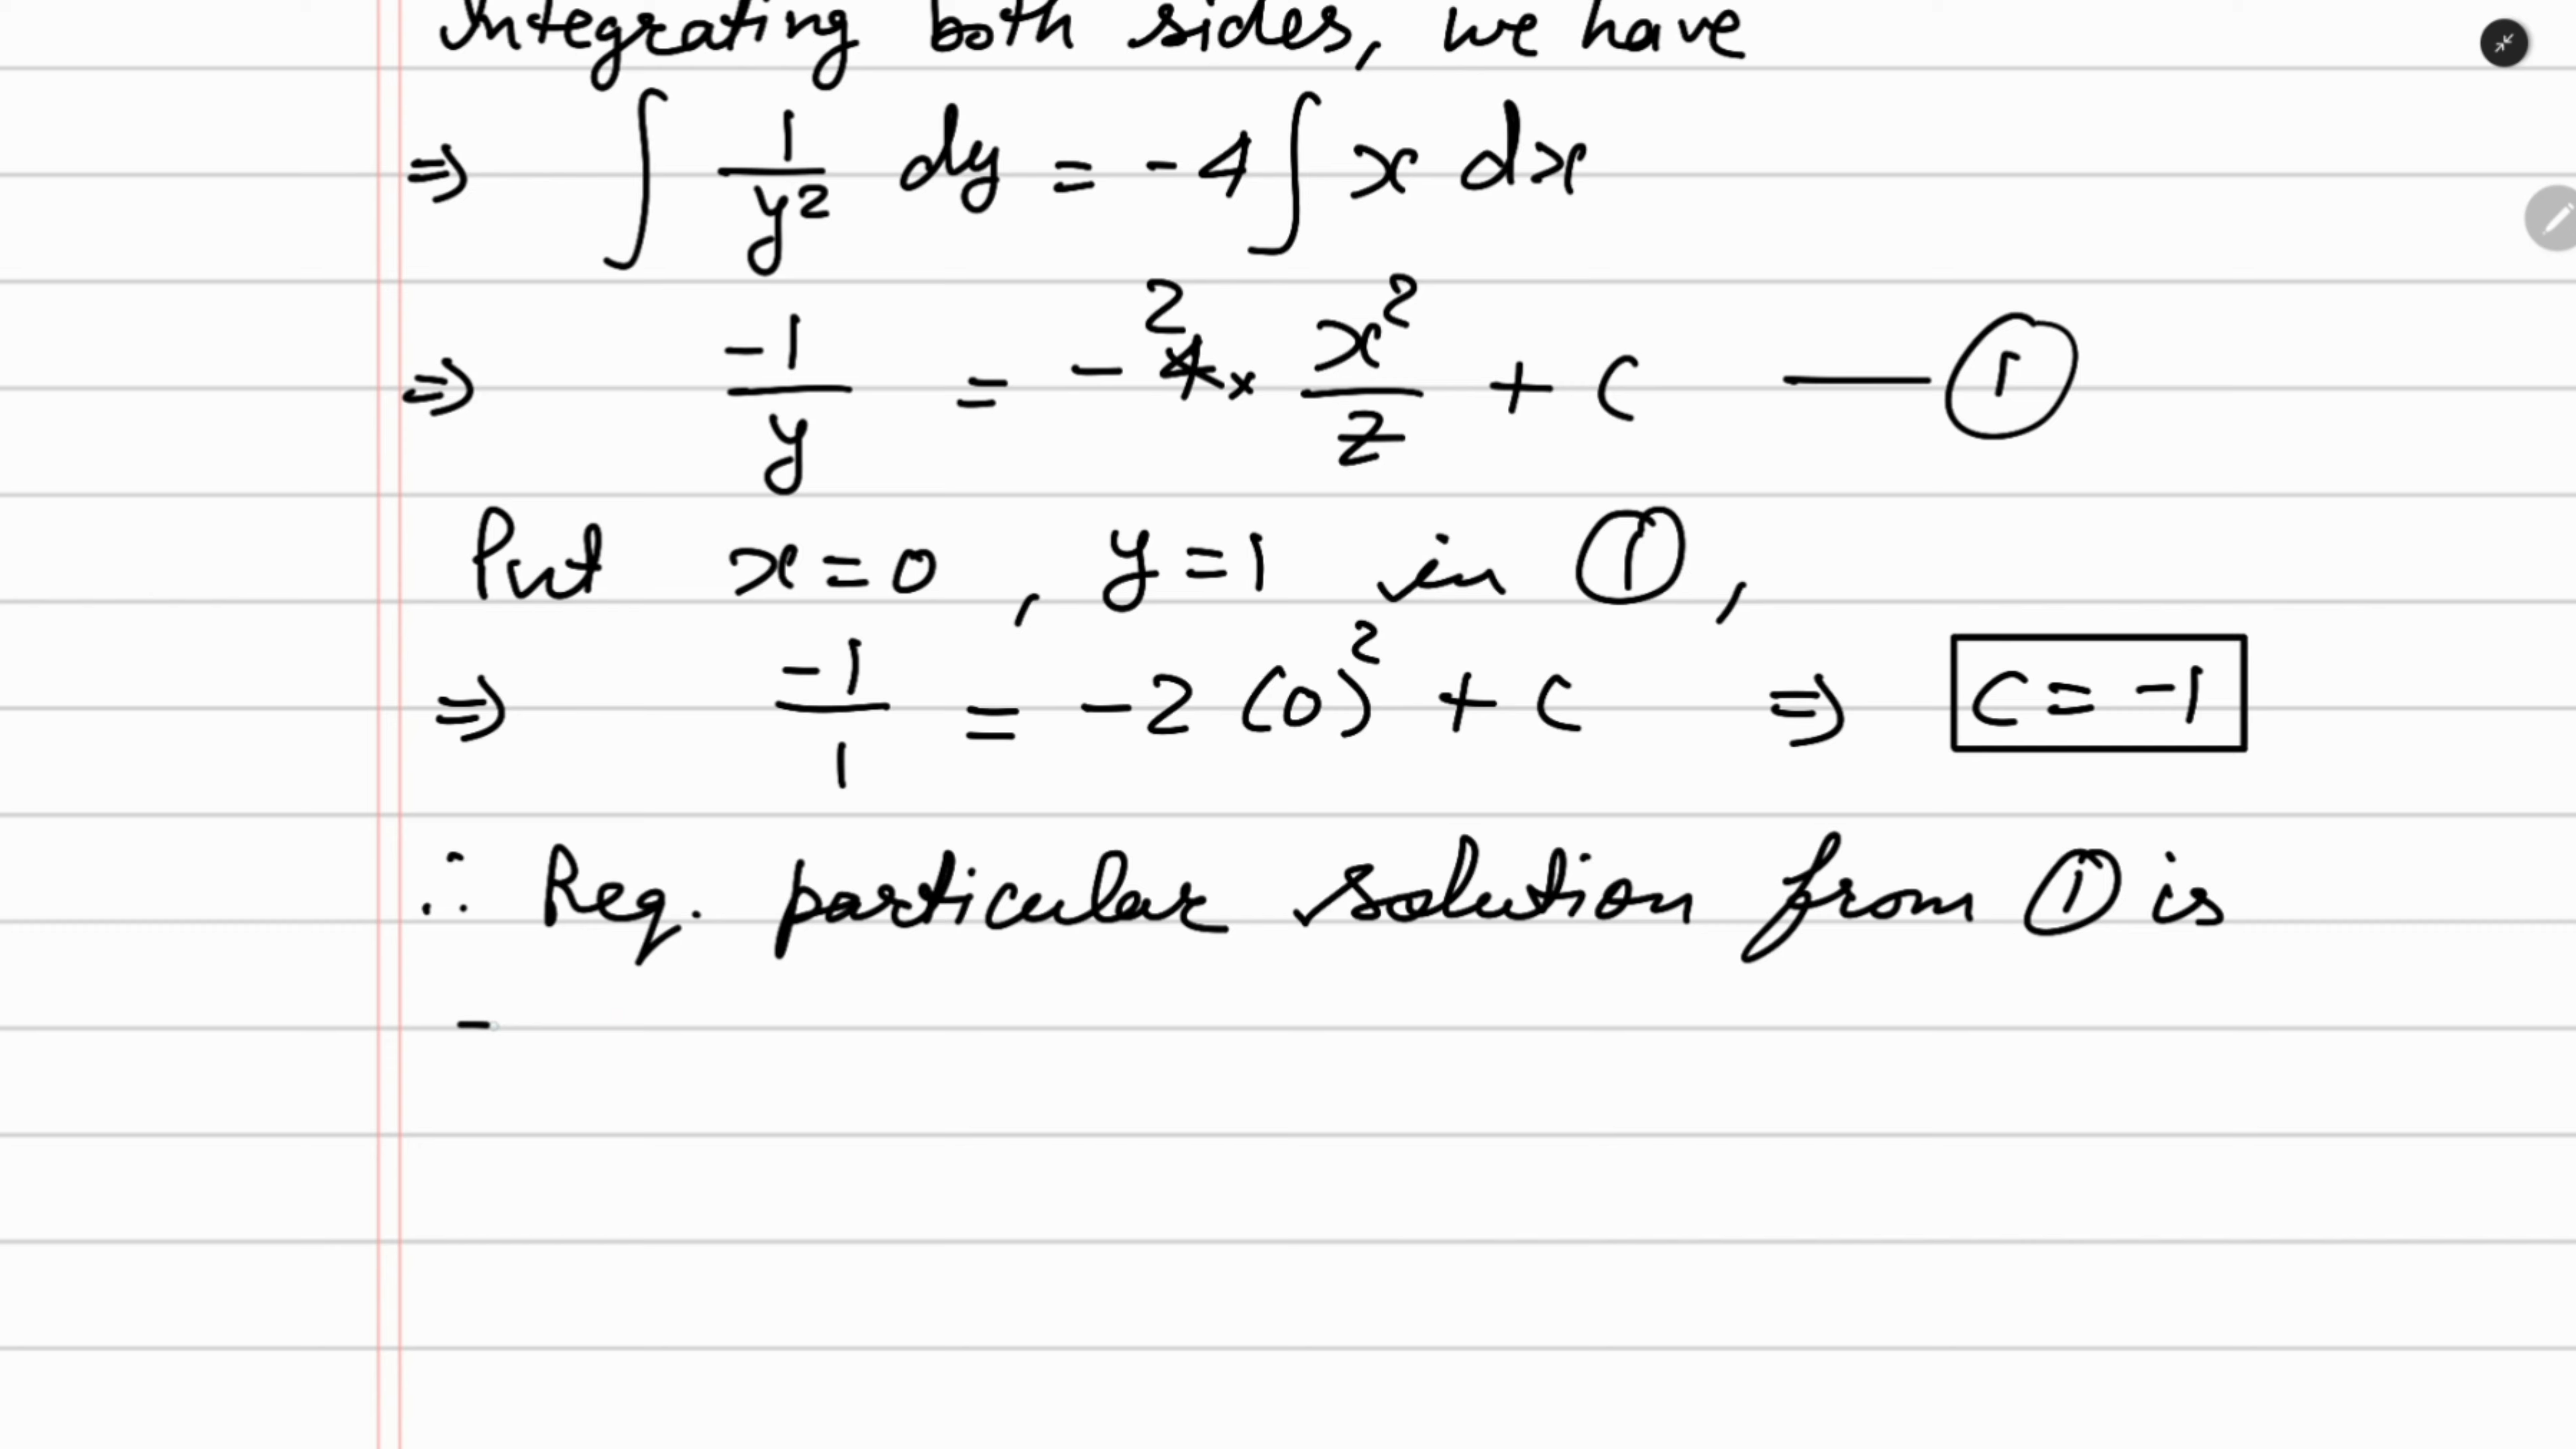 Integrating both sides, we have
⇒ ∫ 1/y² dy = -4 ∫ x dx
⇒ -1/y = - 4̶ 2 × x²/2̶ + C — ①
Put x = 0, y = 1 in ①,
⇒ -1/1 = -2 (0)² + C ⇒ C = -1
∴ Req. particular solution from ① is
-